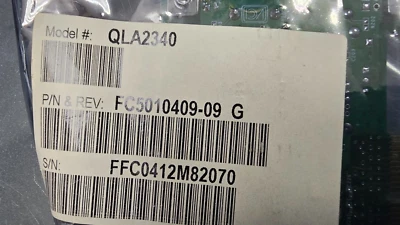 Model #: QLA2340
P/N & REV: FC5010409-09 G
S/N: FFC0412M82070